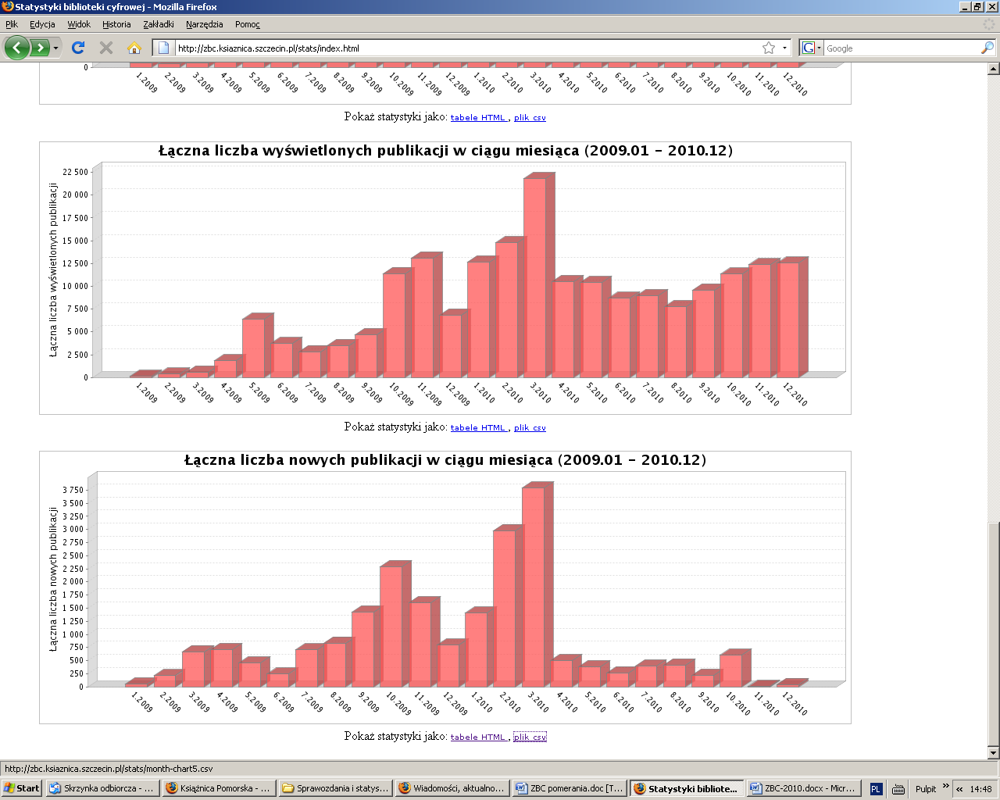 Statystyki biblioteki cyfrowej - Mozilla Firefox
Plik Edycja Widok Historia Zakładki Narzędzia Pomoc
http://zbc.ksiaznica.szczecin.pl/stats/index.html
G Google
0
1.2009 2.2009 3.2009 4.2009 5.2009 6.2009 7.2009 8.2009 9.2009 10.2009 11.2009 12.2009 1.2010 2.2010 3.2010 4.2010 5.2010 6.2010 7.2010 8.2010 9.2010 10.2010 11.2010 12.2010
Pokaż statystyki jako: tabele HTML , plik csv
Łączna liczba wyświetlonych publikacji w ciągu miesiąca (2009.01 - 2010.12)
Łączna liczba wyświetlonych publikacji
22 500
20 000
17 500
15 000
12 500
10 000
7 500
5 000
2 500
0
1.2009 2.2009 3.2009 4.2009 5.2009 6.2009 7.2009 8.2009 9.2009 10.2009 11.2009 12.2009 1.2010 2.2010 3.2010 4.2010 5.2010 6.2010 7.2010 8.2010 9.2010 10.2010 11.2010 12.2010
Pokaż statystyki jako: tabele HTML , plik csv
Łączna liczba nowych publikacji w ciągu miesiąca (2009.01 - 2010.12)
Łączna liczba nowych publikacji
3 750
3 500
3 250
3 000
2 750
2 500
2 250
2 000
1 750
1 500
1 250
1 000
750
500
250
0
1.2009 2.2009 3.2009 4.2009 5.2009 6.2009 7.2009 8.2009 9.2009 10.2009 11.2009 12.2009 1.2010 2.2010 3.2010 4.2010 5.2010 6.2010 7.2010 8.2010 9.2010 10.2010 11.2010 12.2010
Pokaż statystyki jako: tabele HTML , plik csv
http://zbc.ksiaznica.szczecin.pl/stats/month-chart5.csv
Start Skrzynka odbiorcza - ... Książnica Pomorska - ... Sprawozdania i statys... Wiadomości, aktualno... ZBC pomerania.doc [T... Statystyki bibliote... ZBC-2010.docx - Micr... PL Pulpit » « 14:48